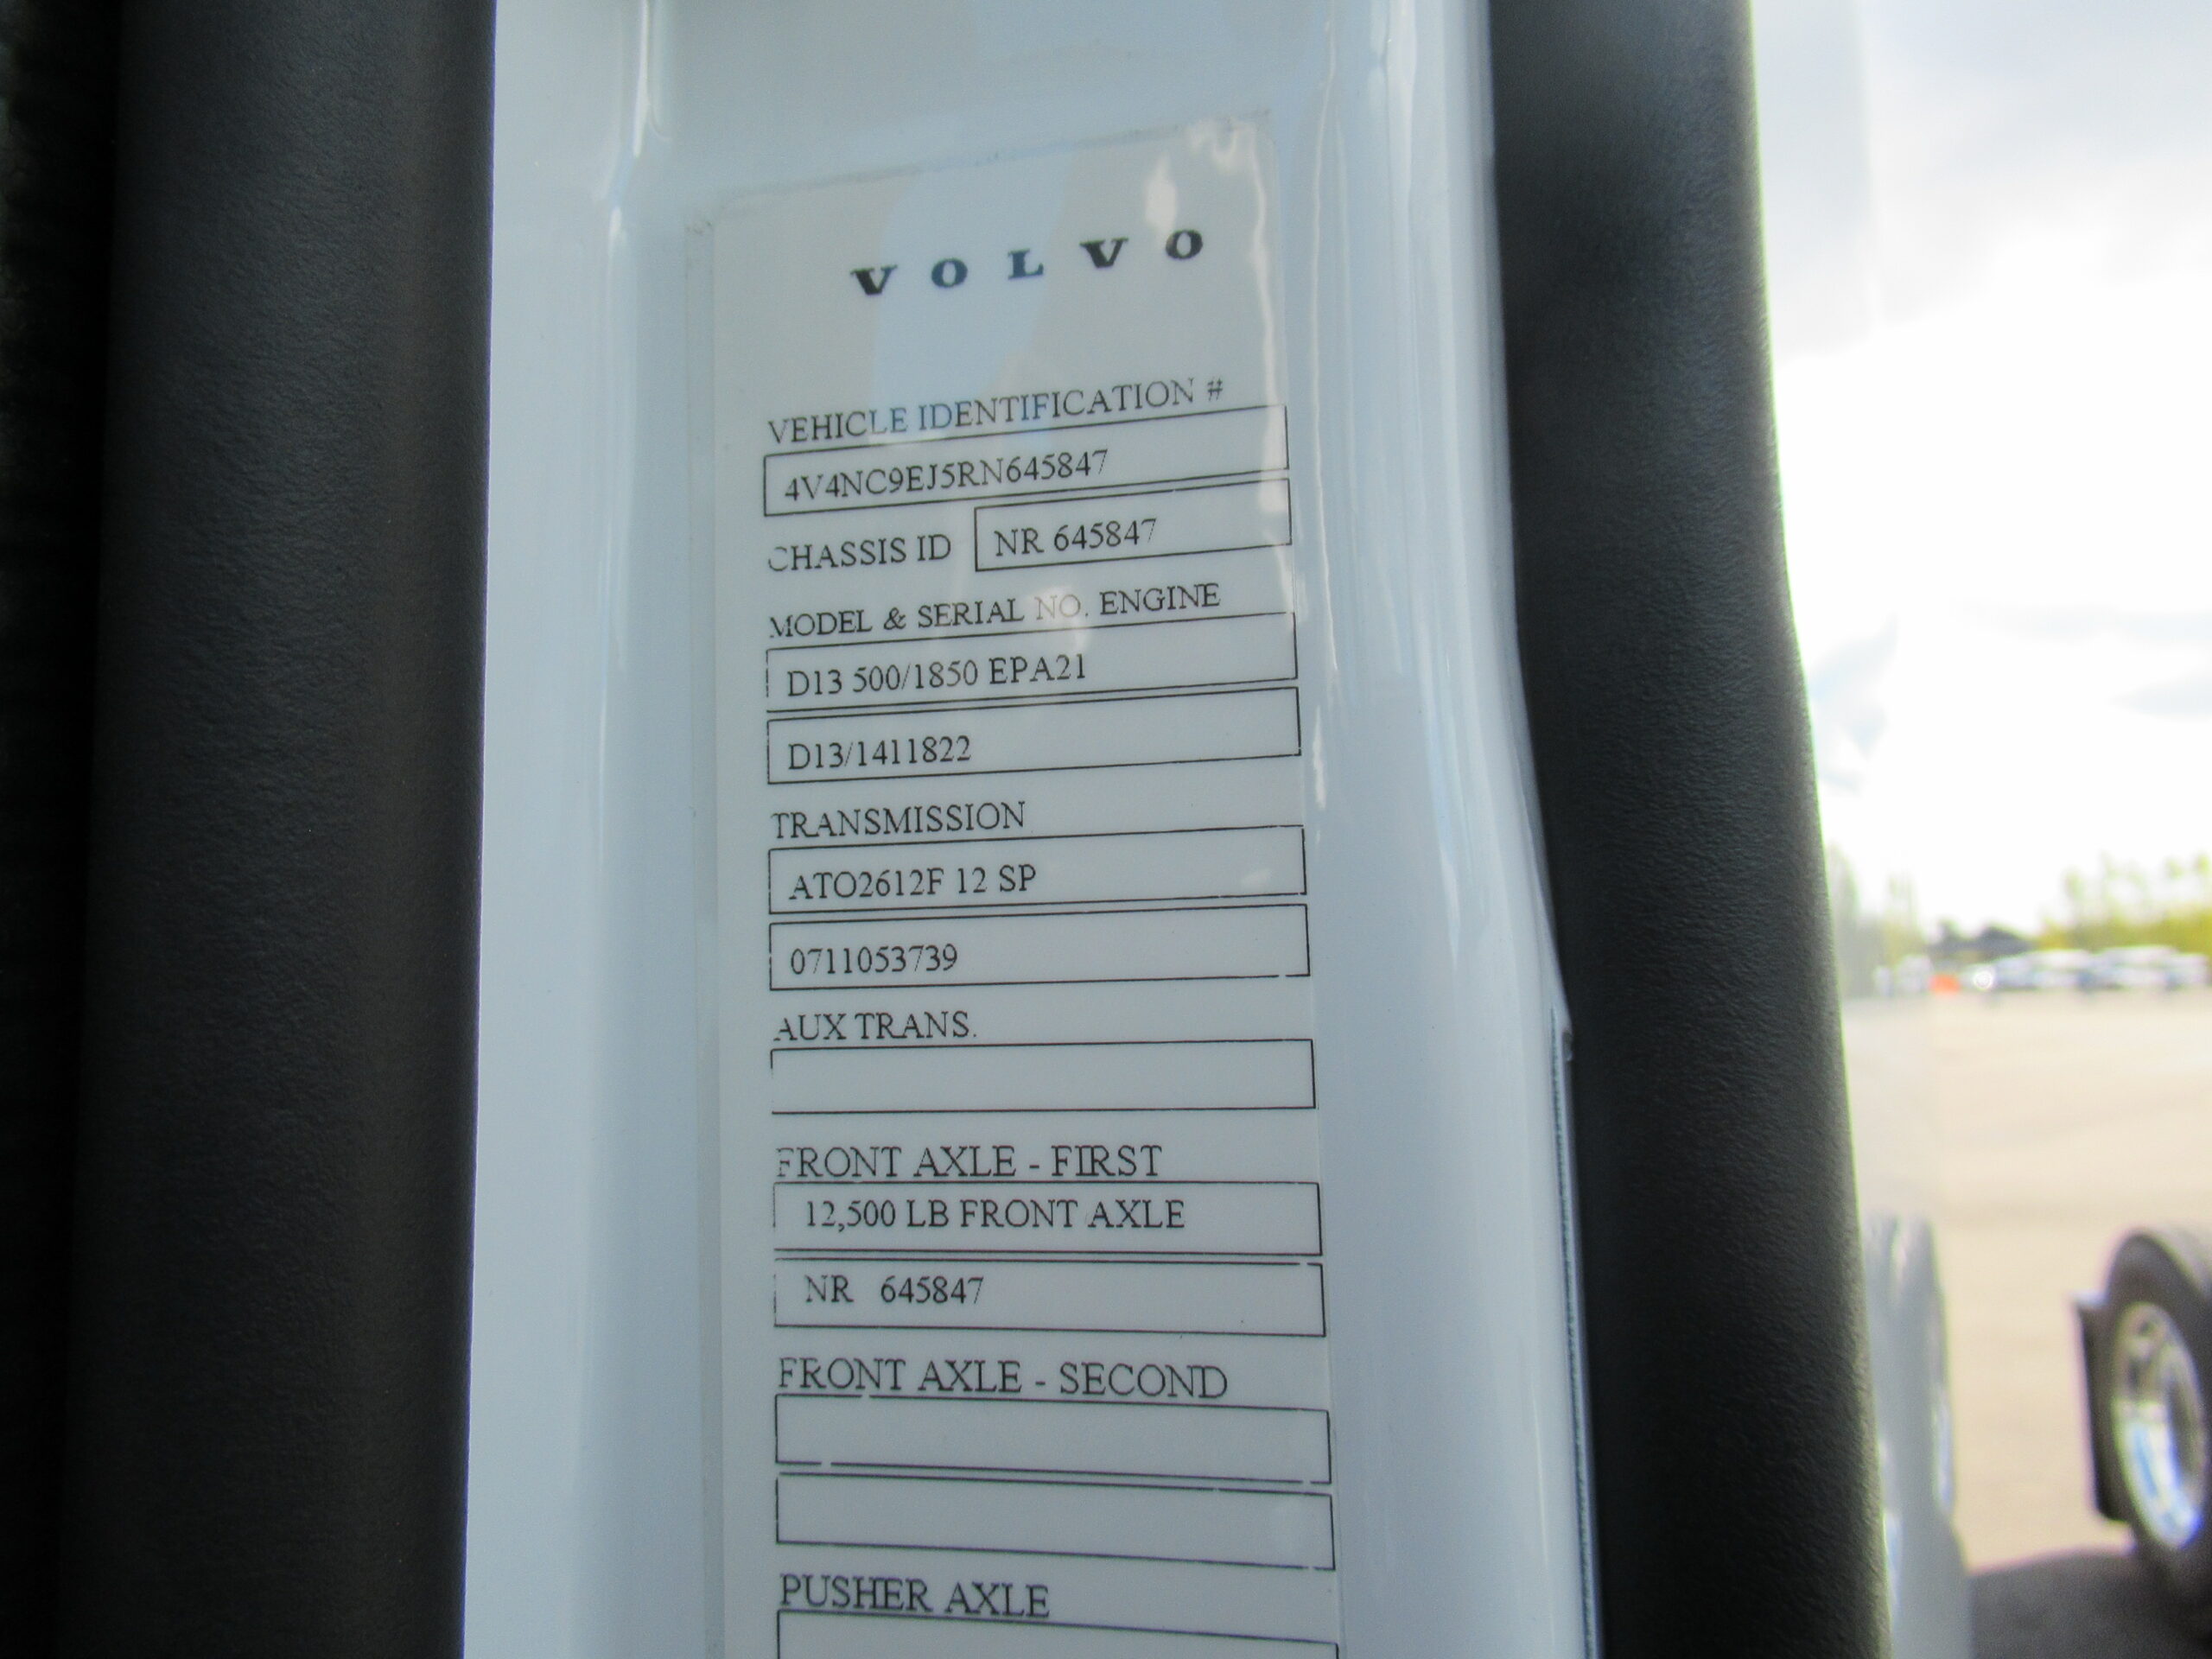 VOLVO
VEHICLE IDENTIFICATION #
4V4NC9EJ5RN645847
CHASSIS ID NR 645847
MODEL & SERIAL NO. ENGINE
D13 500/1850 EPA21
D13/1411822
TRANSMISSION
ATO2612F 12 SP
0711053739
AUX TRANS.
FRONT AXLE - FIRST
12,500 LB FRONT AXLE
NR 645847
FRONT AXLE - SECOND
PUSHER AXLE